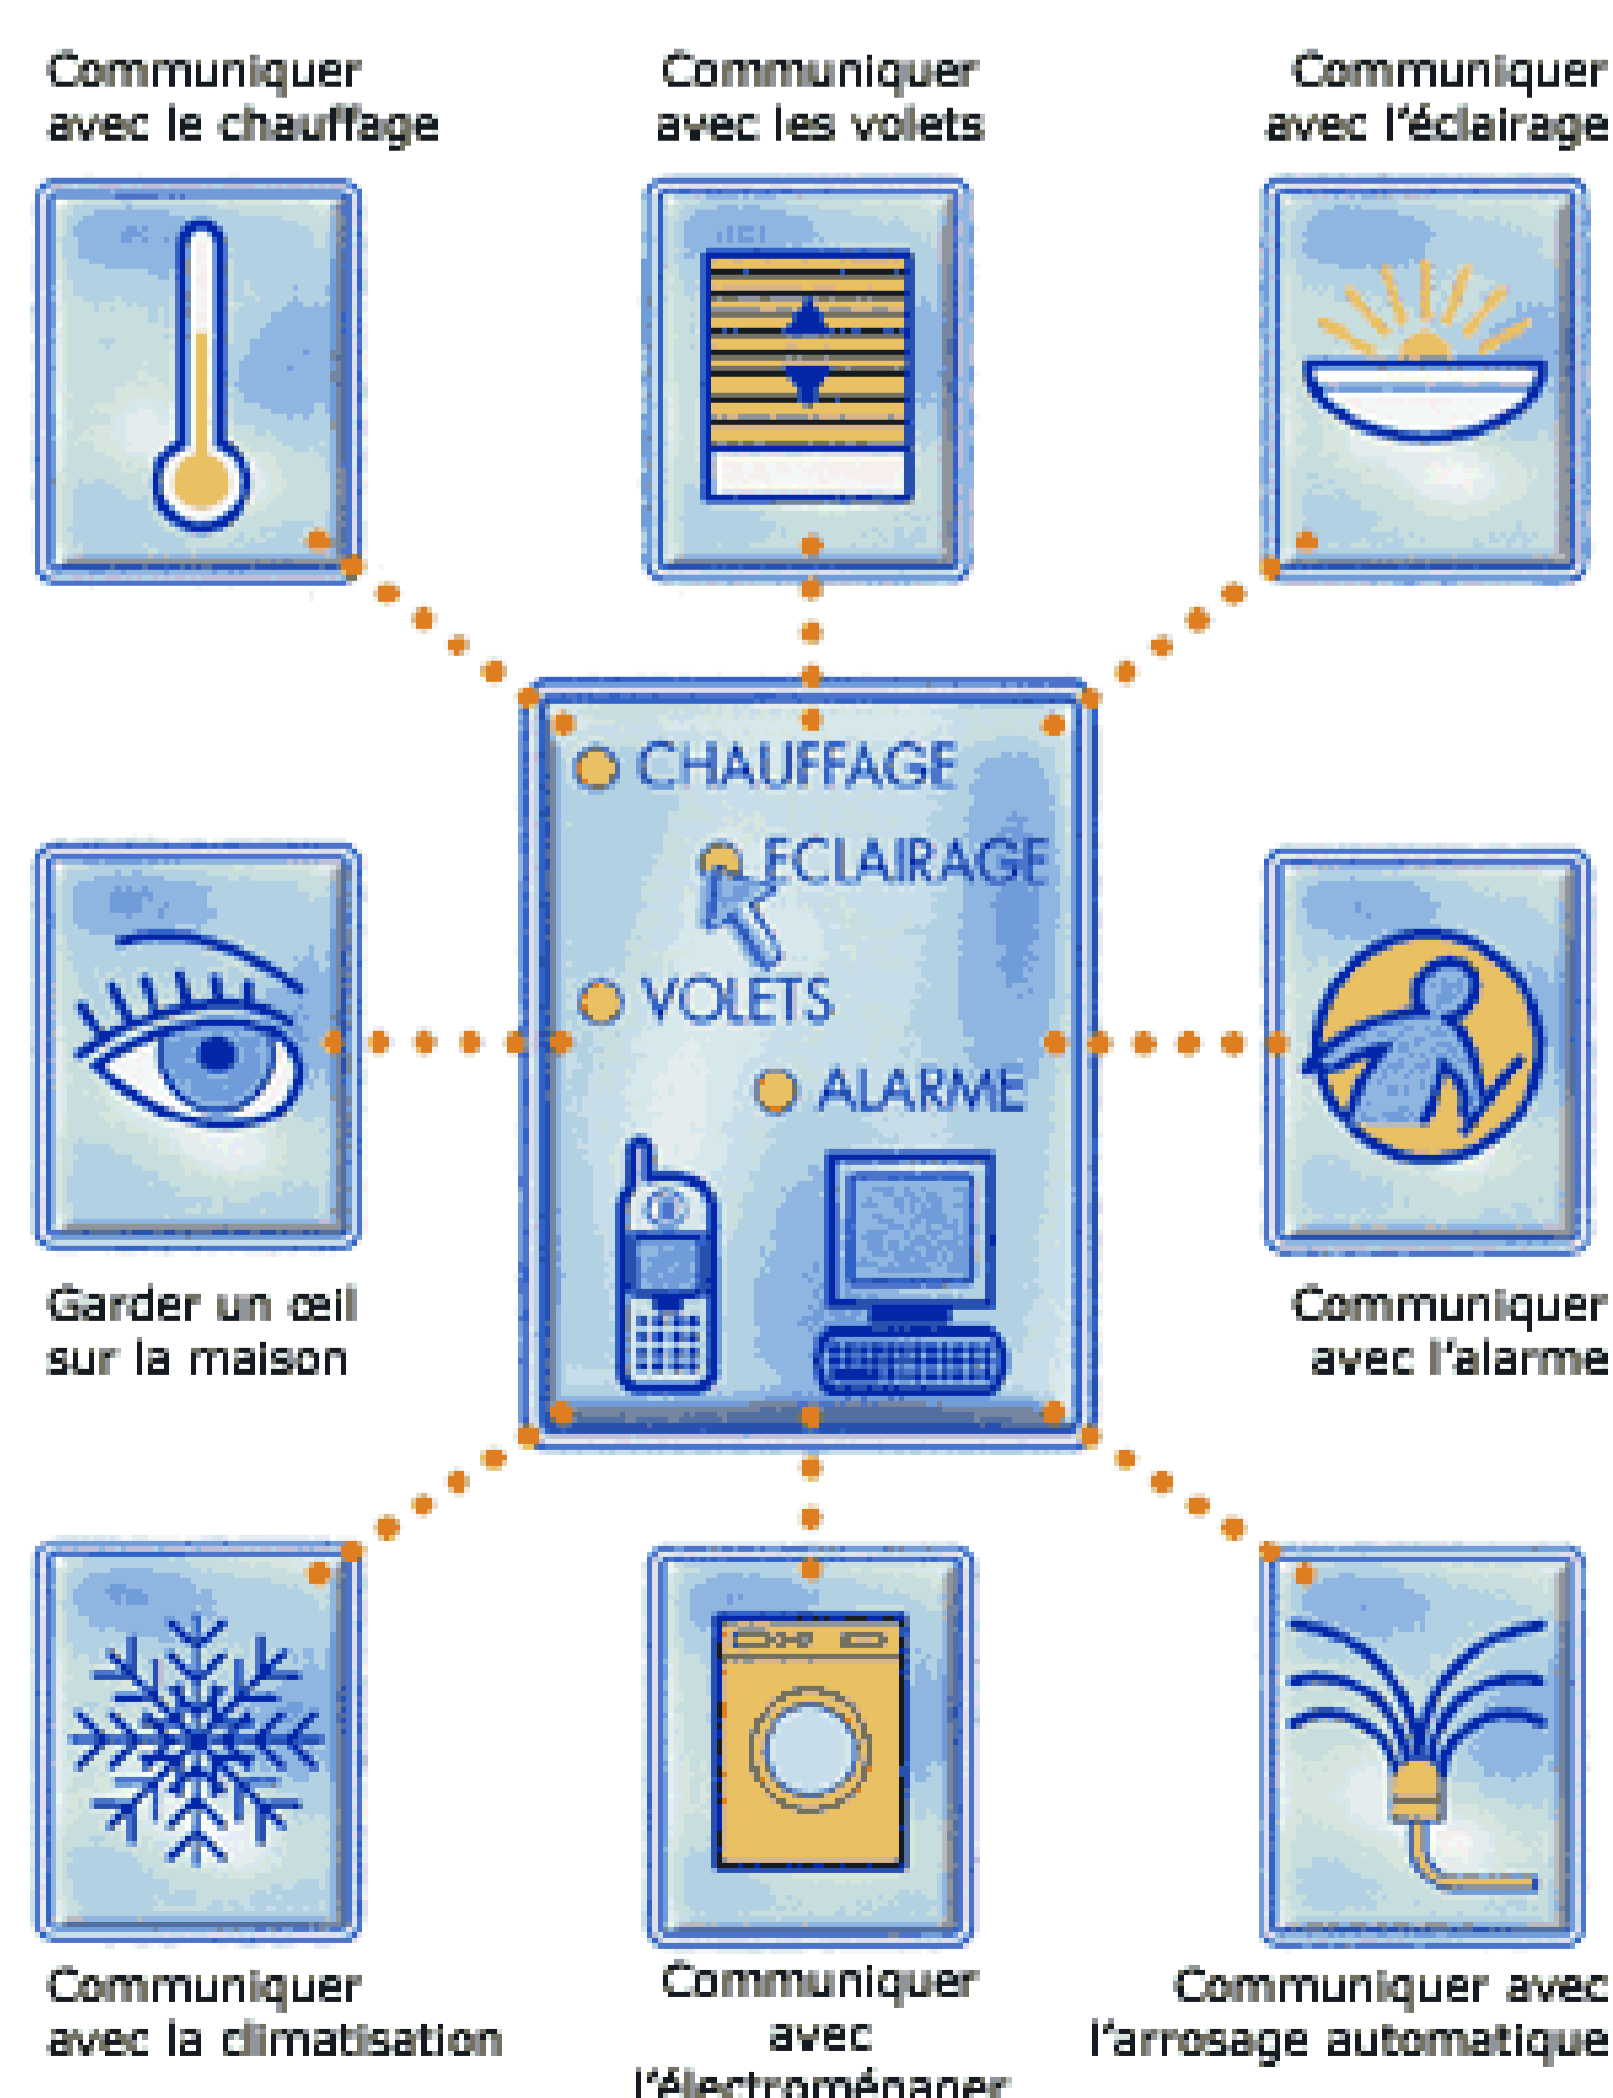 Communiquer
avec le chauffage
Communiquer
avec les volets
Communiquer
avec l'éclairage
CHAUFFAGE
ECLAIRAGE
VOLETS
ALARME
Garder un œil
sur la maison
Communiquer
avec l'alarme
Communiquer
avec la climatisation
Communiquer
avec
l'électroménager
Communiquer avec
l'arrosage automatique